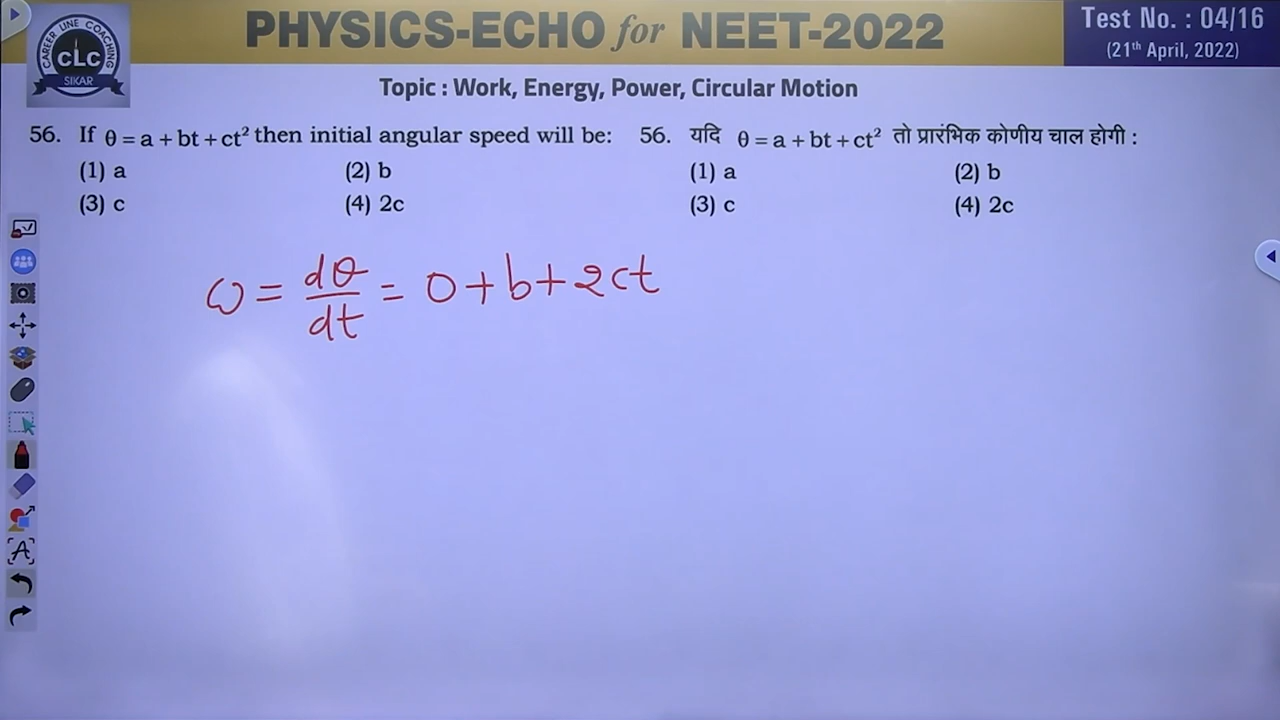 CAREER LINE COACHING
CLC
SIKAR
PHYSICS-ECHO for NEET-2022
Test No. : 04/16
(21th April, 2022)
Topic : Work, Energy, Power, Circular Motion
56. If θ = a + bt + ct² then initial angular speed will be:
(1) a (2) b
(3) c (4) 2c
56. यदि θ = a + bt + ct² तो प्रारंभिक कोणीय चाल होगी :
(1) a (2) b
(3) c (4) 2c
ω = dθ/dt = 0 + b + 2ct
A